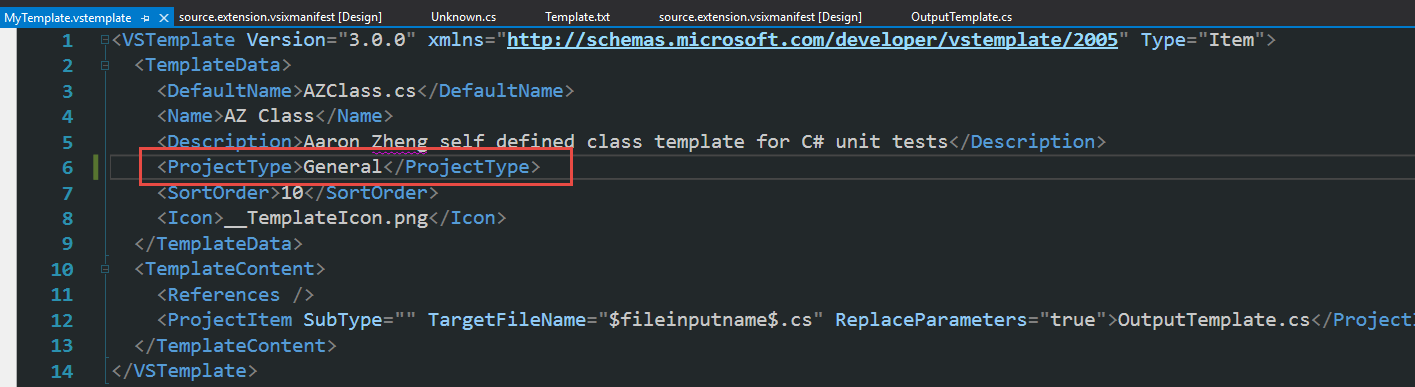 MyTemplate.vstemplate source.extension.vsixmanifest [Design] Unknown.cs Template.txt source.extension.vsixmanifest [Design] OutputTemplate.cs
1 <VSTemplate Version="3.0.0" xmlns="http://schemas.microsoft.com/developer/vstemplate/2005" Type="Item">
2 <TemplateData>
3 <DefaultName>AZClass.cs</DefaultName>
4 <Name>AZ Class</Name>
5 <Description>Aaron Zheng self defined class template for C# unit tests</Description>
6 <ProjectType>General</ProjectType>
7 <SortOrder>10</SortOrder>
8 <Icon>__TemplateIcon.png</Icon>
9 </TemplateData>
10 <TemplateContent>
11 <References />
12 <ProjectItem SubType="" TargetFileName="$fileinputname$.cs" ReplaceParameters="true">OutputTemplate.cs</ProjectI
13 </TemplateContent>
14 </VSTemplate>